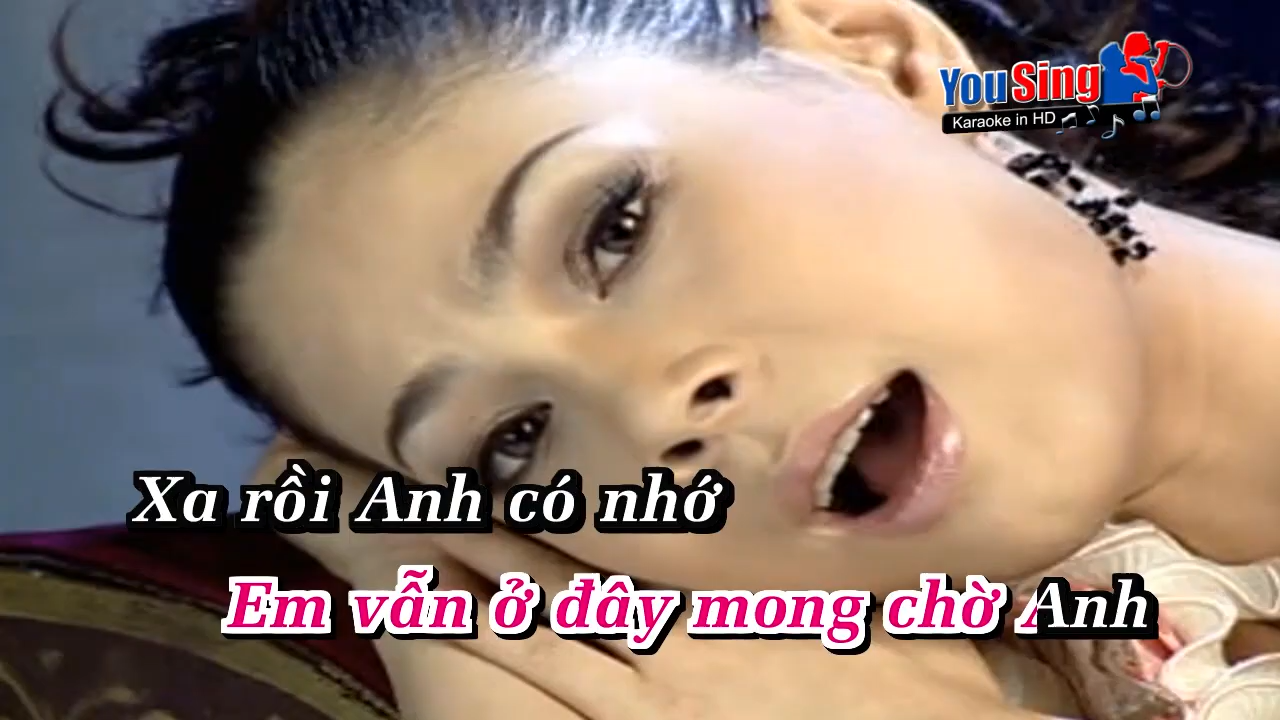 YouSing
Karaoke in HD
Xa rồi Anh có nhớ
Em vẫn ở đây mong chờ Anh